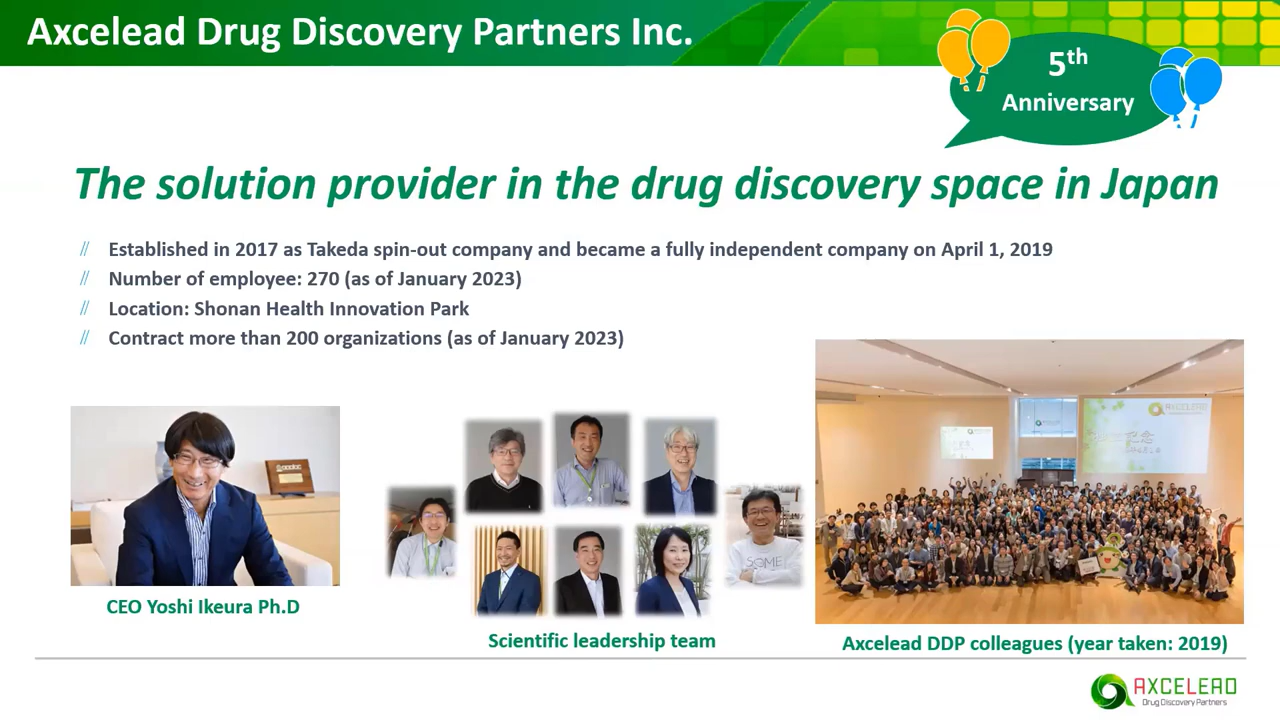 Axcelead Drug Discovery Partners Inc.
5th
Anniversary
The solution provider in the drug discovery space in Japan
// Established in 2017 as Takeda spin-out company and became a fully independent company on April 1, 2019
// Number of employee: 270 (as of January 2023)
// Location: Shonan Health Innovation Park
// Contract more than 200 organizations (as of January 2023)
AXCELEAD
SOME
CEO Yoshi Ikeura Ph.D
Scientific leadership team
Axcelead DDP colleagues (year taken: 2019)
AXCELEAD
Drug Discovery Partners